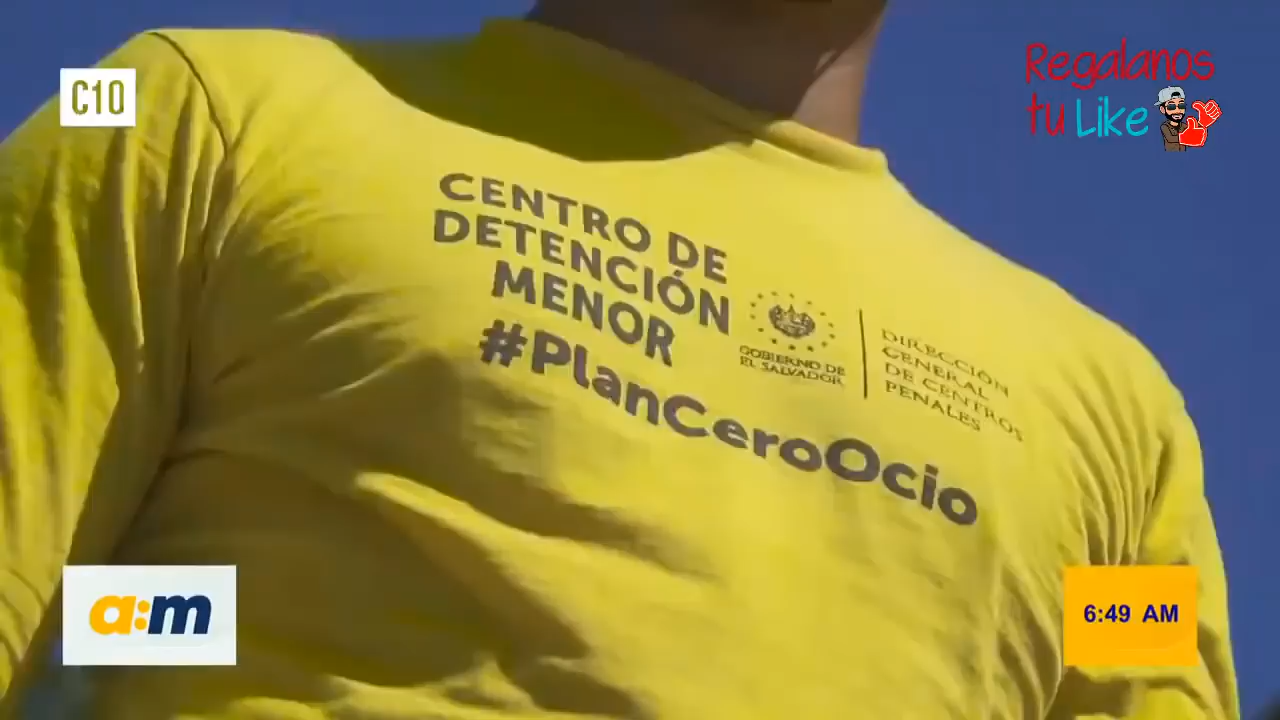 C10
Regalanos
tu Like
CENTRO DE
DETENCIÓN
MENOR
#PlanCeroOcio
GOBIERNO DE
EL SALVADOR
DIRECCIÓN
GENERAL
DE CENTROS
PENALES
a:m
6:49 AM